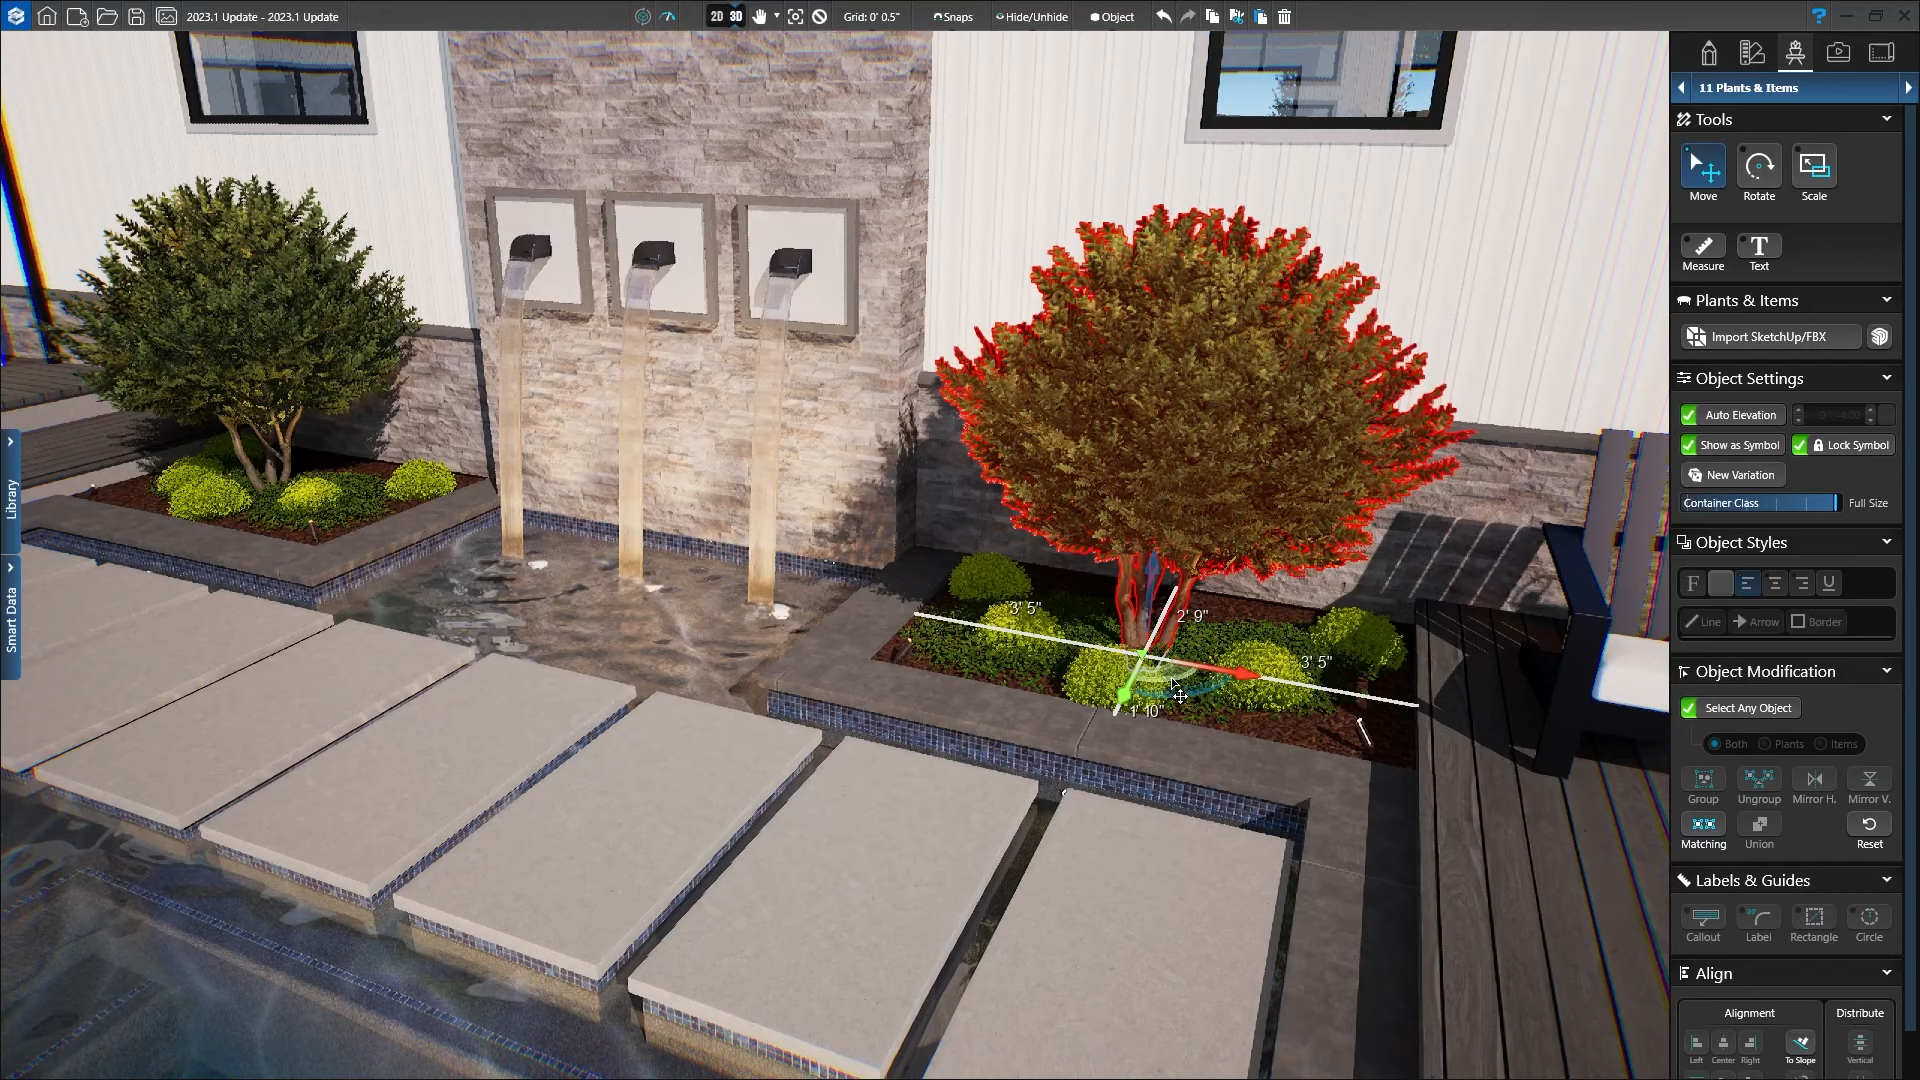 2023.1 Update - 2023.1 Update
2D 3D
Grid: 0' 0.5"
Snaps
Hide/Unhide
Object
?
11 Plants & Items
Tools
Move Rotate Scale
Measure Text
Plants & Items
Import SketchUp/FBX
Object Settings
Auto Elevation
Show as Symbol Lock Symbol
New Variation
Container Class Full Size
Object Styles
F U
Line Arrow Border
Object Modification
Select Any Object
Both Plants Items
Group Ungroup Mirror H. Mirror V.
Matching Union Reset
Labels & Guides
Callout Label Rectangle Circle
Align
Alignment Distribute
Left Center Right To Slope Vertical
Library
Smart Data
3' 5"
2' 9"
3' 5"
1' 10"